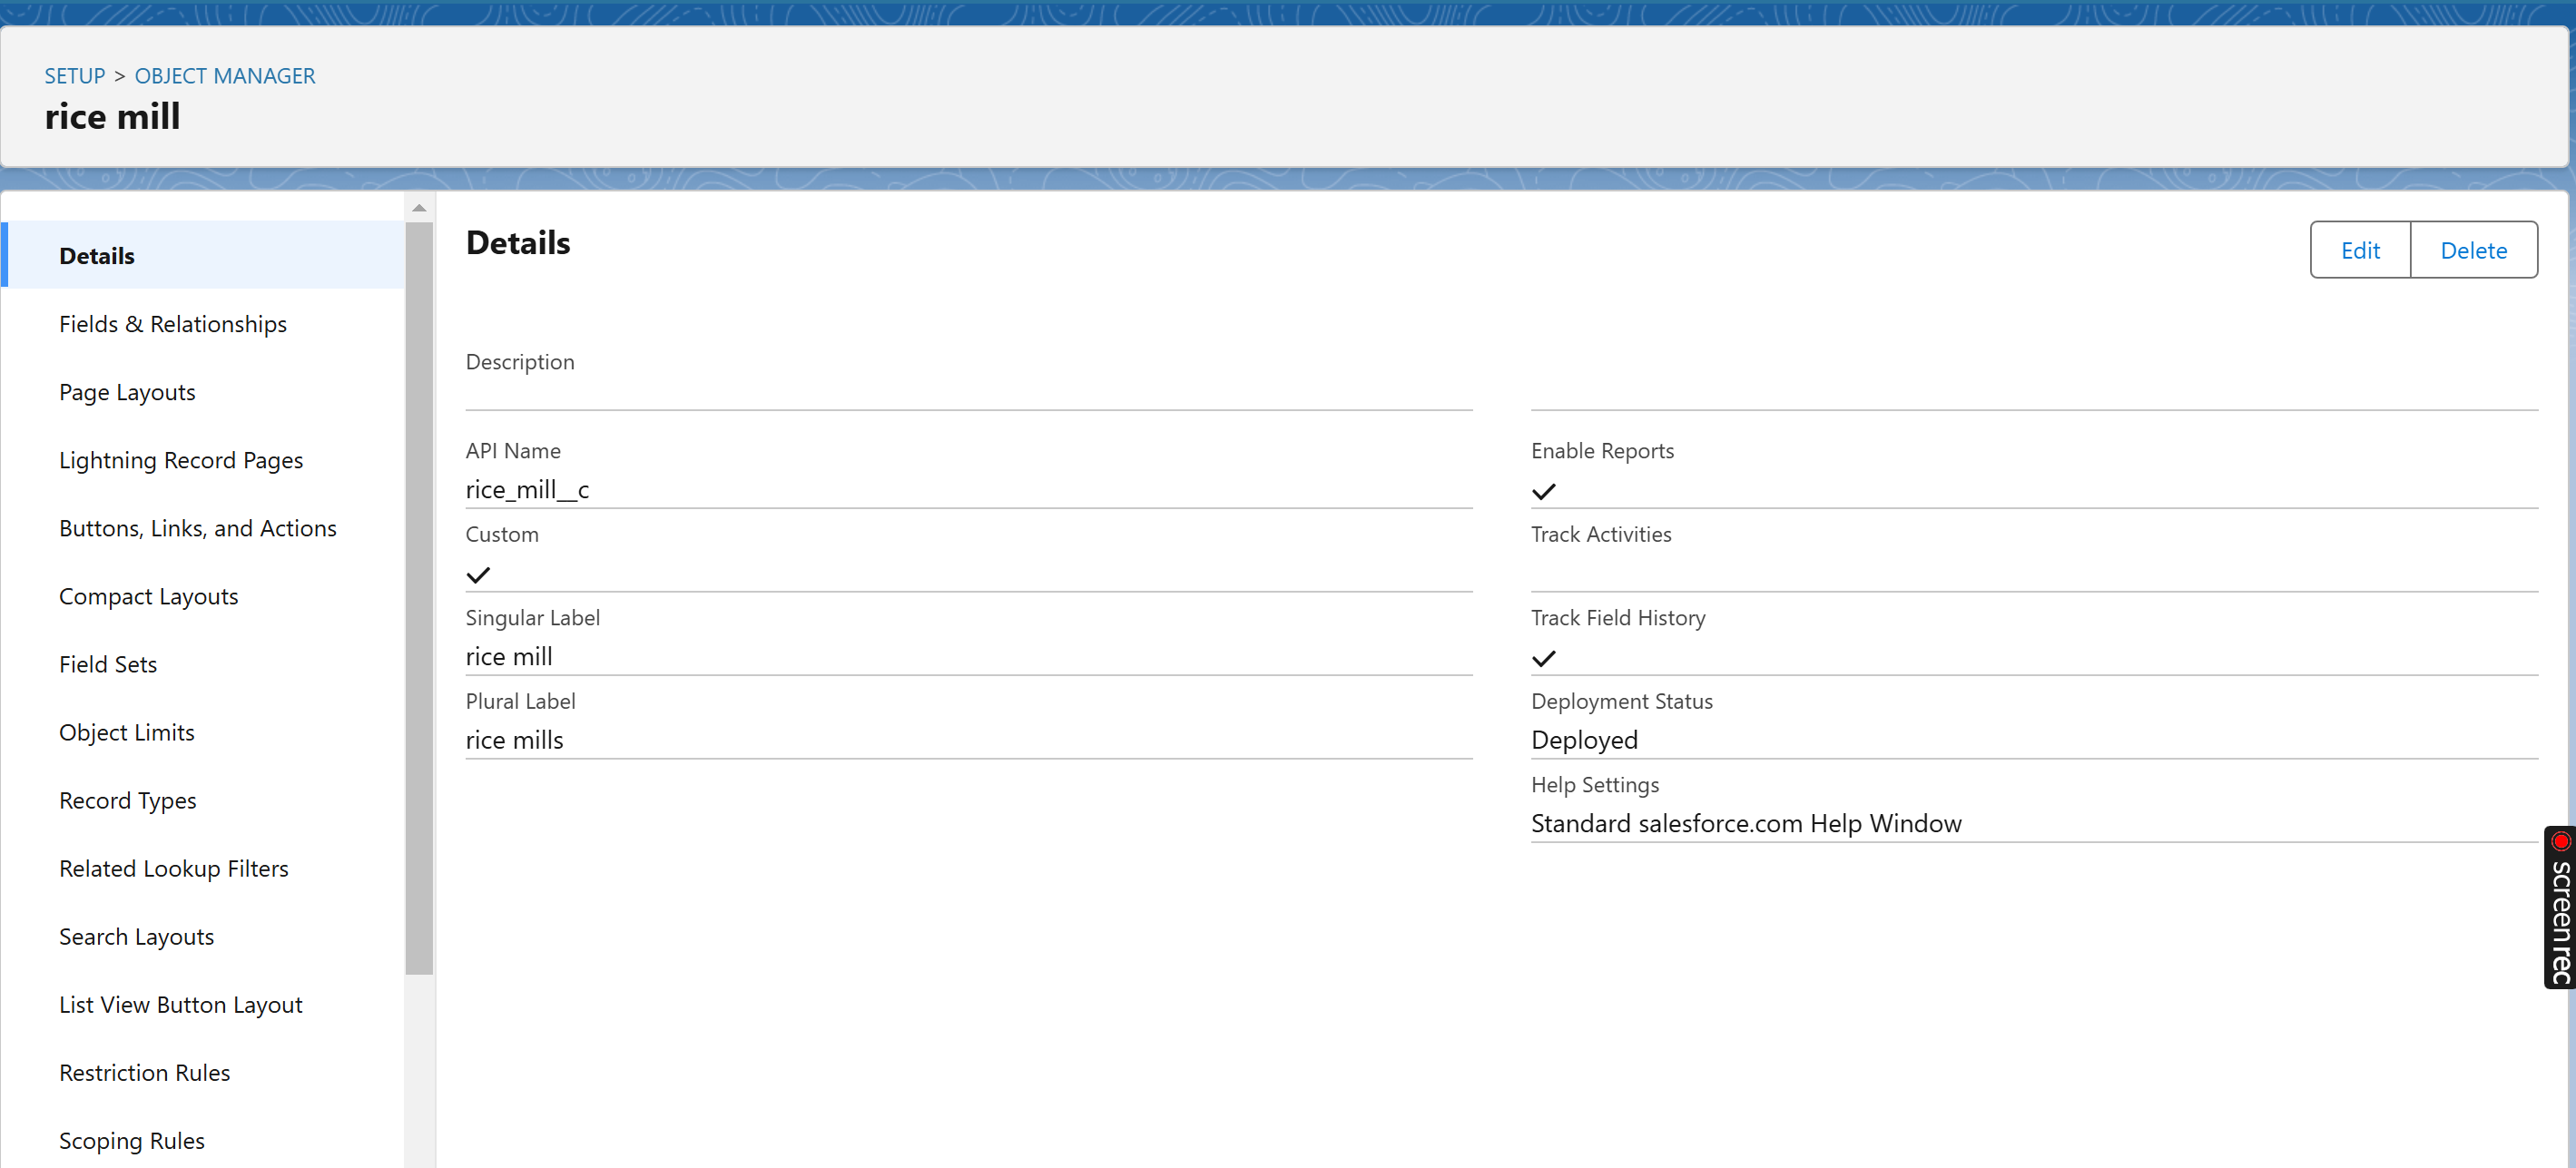 SETUP > OBJECT MANAGER
rice mill
Details
Fields & Relationships
Page Layouts
Lightning Record Pages
Buttons, Links, and Actions
Compact Layouts
Field Sets
Object Limits
Record Types
Related Lookup Filters
Search Layouts
List View Button Layout
Restriction Rules
Scoping Rules
Details
Edit
Delete
Description
API Name
rice_mill__c
Custom
Singular Label
rice mill
Plural Label
rice mills
Enable Reports
Track Activities
Track Field History
Deployment Status
Deployed
Help Settings
Standard salesforce.com Help Window
screenrec